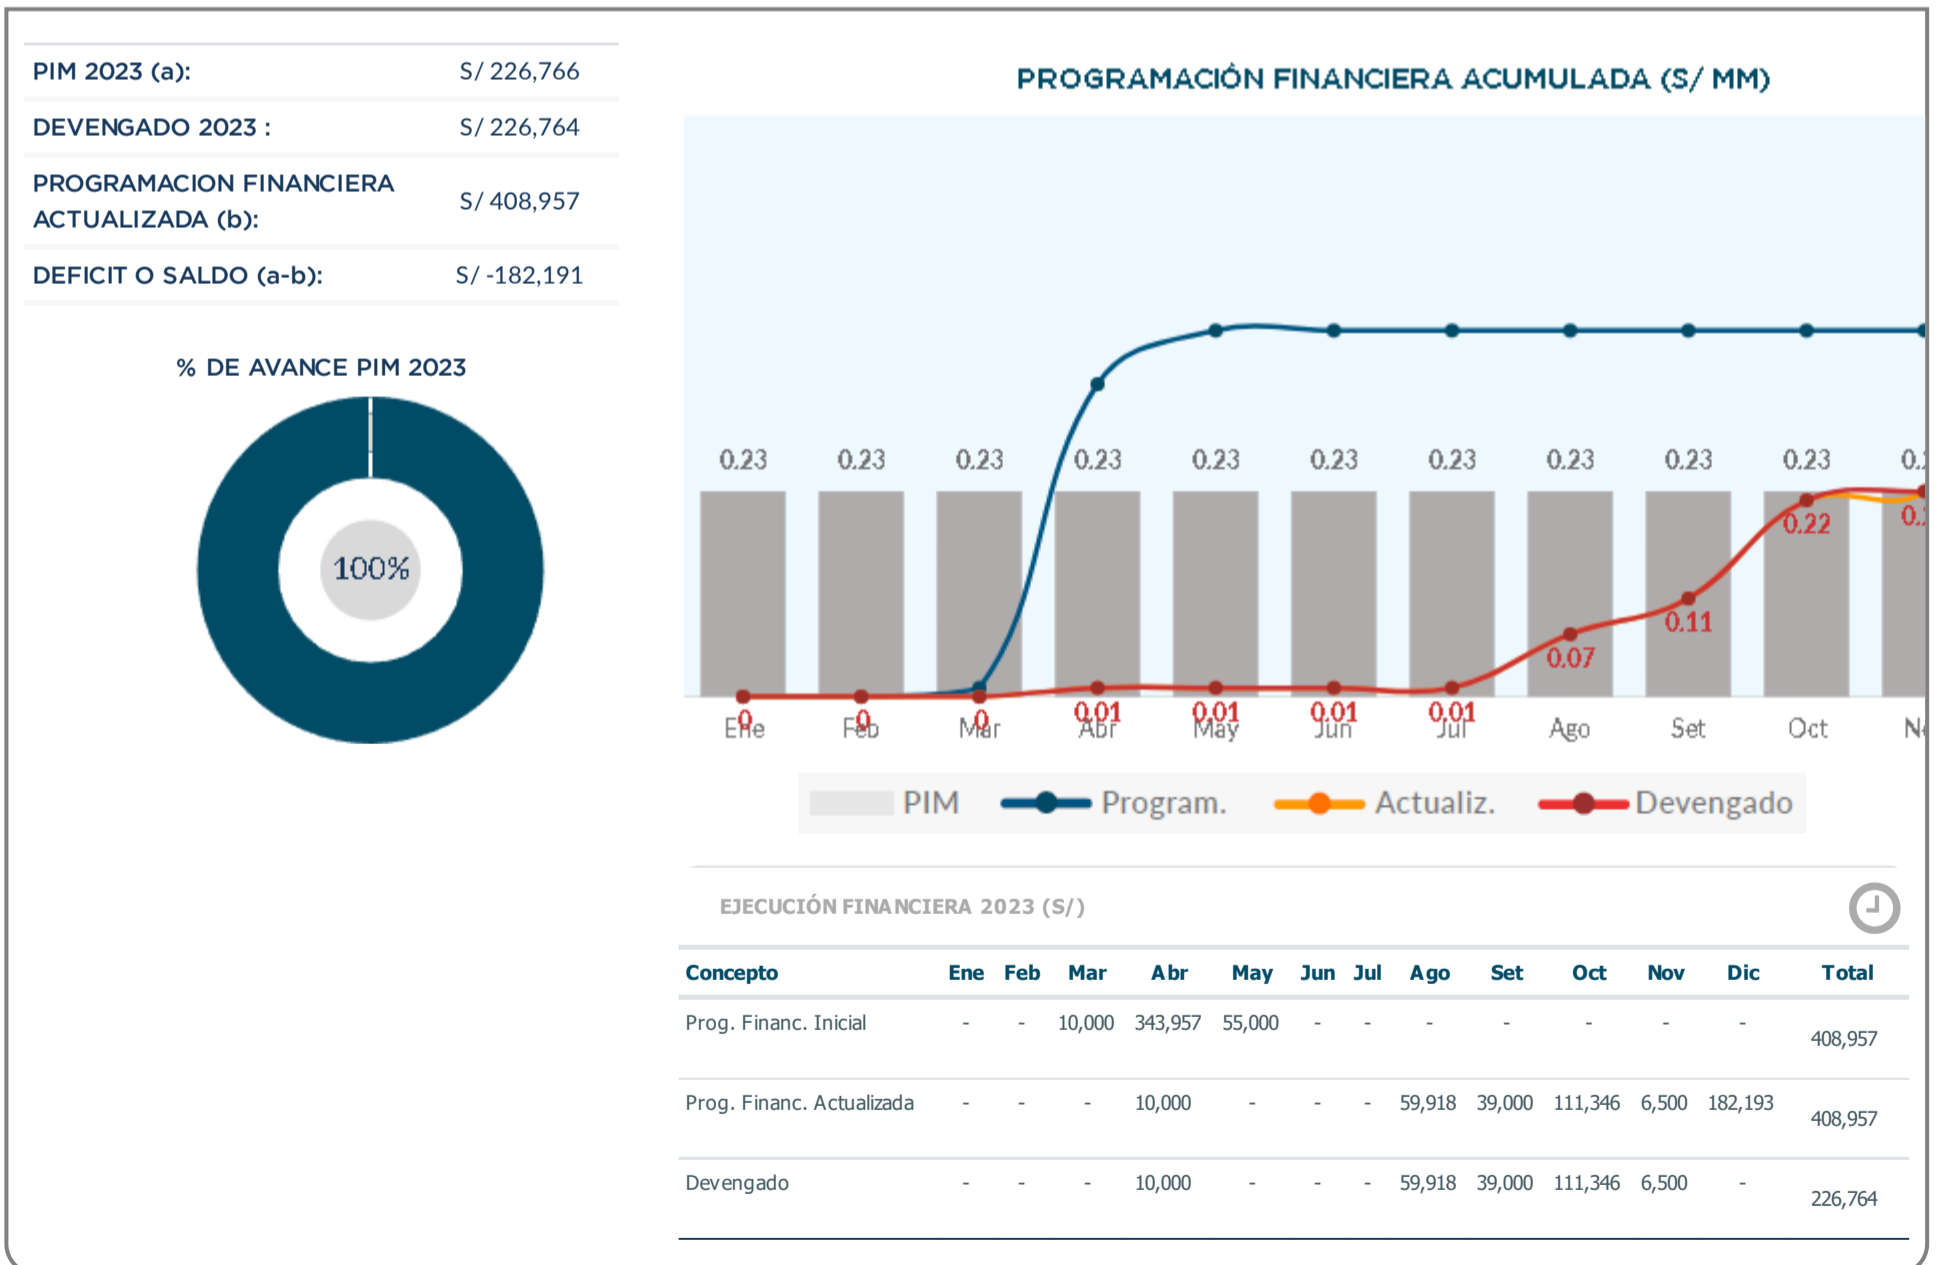 PIM 2023 (a): S/ 226,766
DEVENGADO 2023 : S/ 226,764
PROGRAMACION FINANCIERA
ACTUALIZADA (b): S/ 408,957
DEFICIT O SALDO (a-b): S/ -182,191
% DE AVANCE PIM 2023
100%
PROGRAMACIÓN FINANCIERA ACUMULADA (S/ MM)
0.23 0.23 0.23 0.23 0.23 0.23 0.23 0.23 0.23 0.23
0.22
0.11
0.07
0 0 0 0.01 0.01 0.01 0.01
Ene Feb Mar Abr May Jun Jul Ago Set Oct
PIM Program. Actualiz. Devengado
EJECUCIÓN FINANCIERA 2023 (S/)
Concepto Ene Feb Mar Abr May Jun Jul Ago Set Oct Nov Dic Total
Prog. Financ. Inicial - - 10,000 343,957 55,000 - - - - - - - 408,957
Prog. Financ. Actualizada - - - 10,000 - - - 59,918 39,000 111,346 6,500 182,193 408,957
Devengado - - - 10,000 - - - 59,918 39,000 111,346 6,500 - 226,764